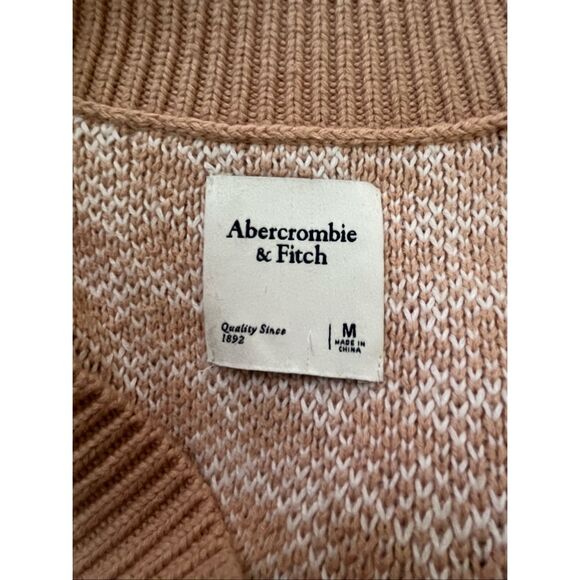 Abercrombie
& Fitch
Quality Since
1892
M
MADE IN
CHINA